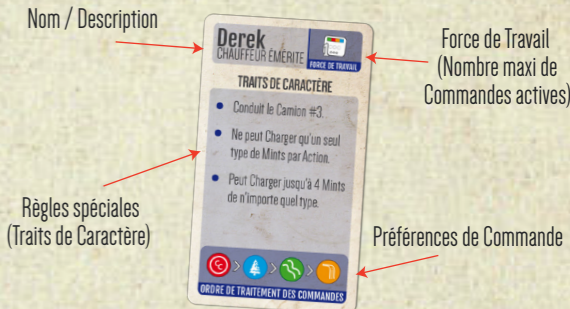 Nom / Description
Derek
CHAUFFEUR ÉMÉRITE
FORCE DE TRAVAIL
Force de Travail
(Nombre maxi de
Commandes actives)
TRAITS DE CARACTÈRE
• Conduit le Camion #3.
• Ne peut Charger qu'un seul
type de Mints par Action.
• Peut Charger jusqu'à 4 Mints
de n'importe quel type.
Règles spéciales
(Traits de Caractère)
Préférences de Commande
> > >
ORDRE DE TRAITEMENT DES COMMANDES